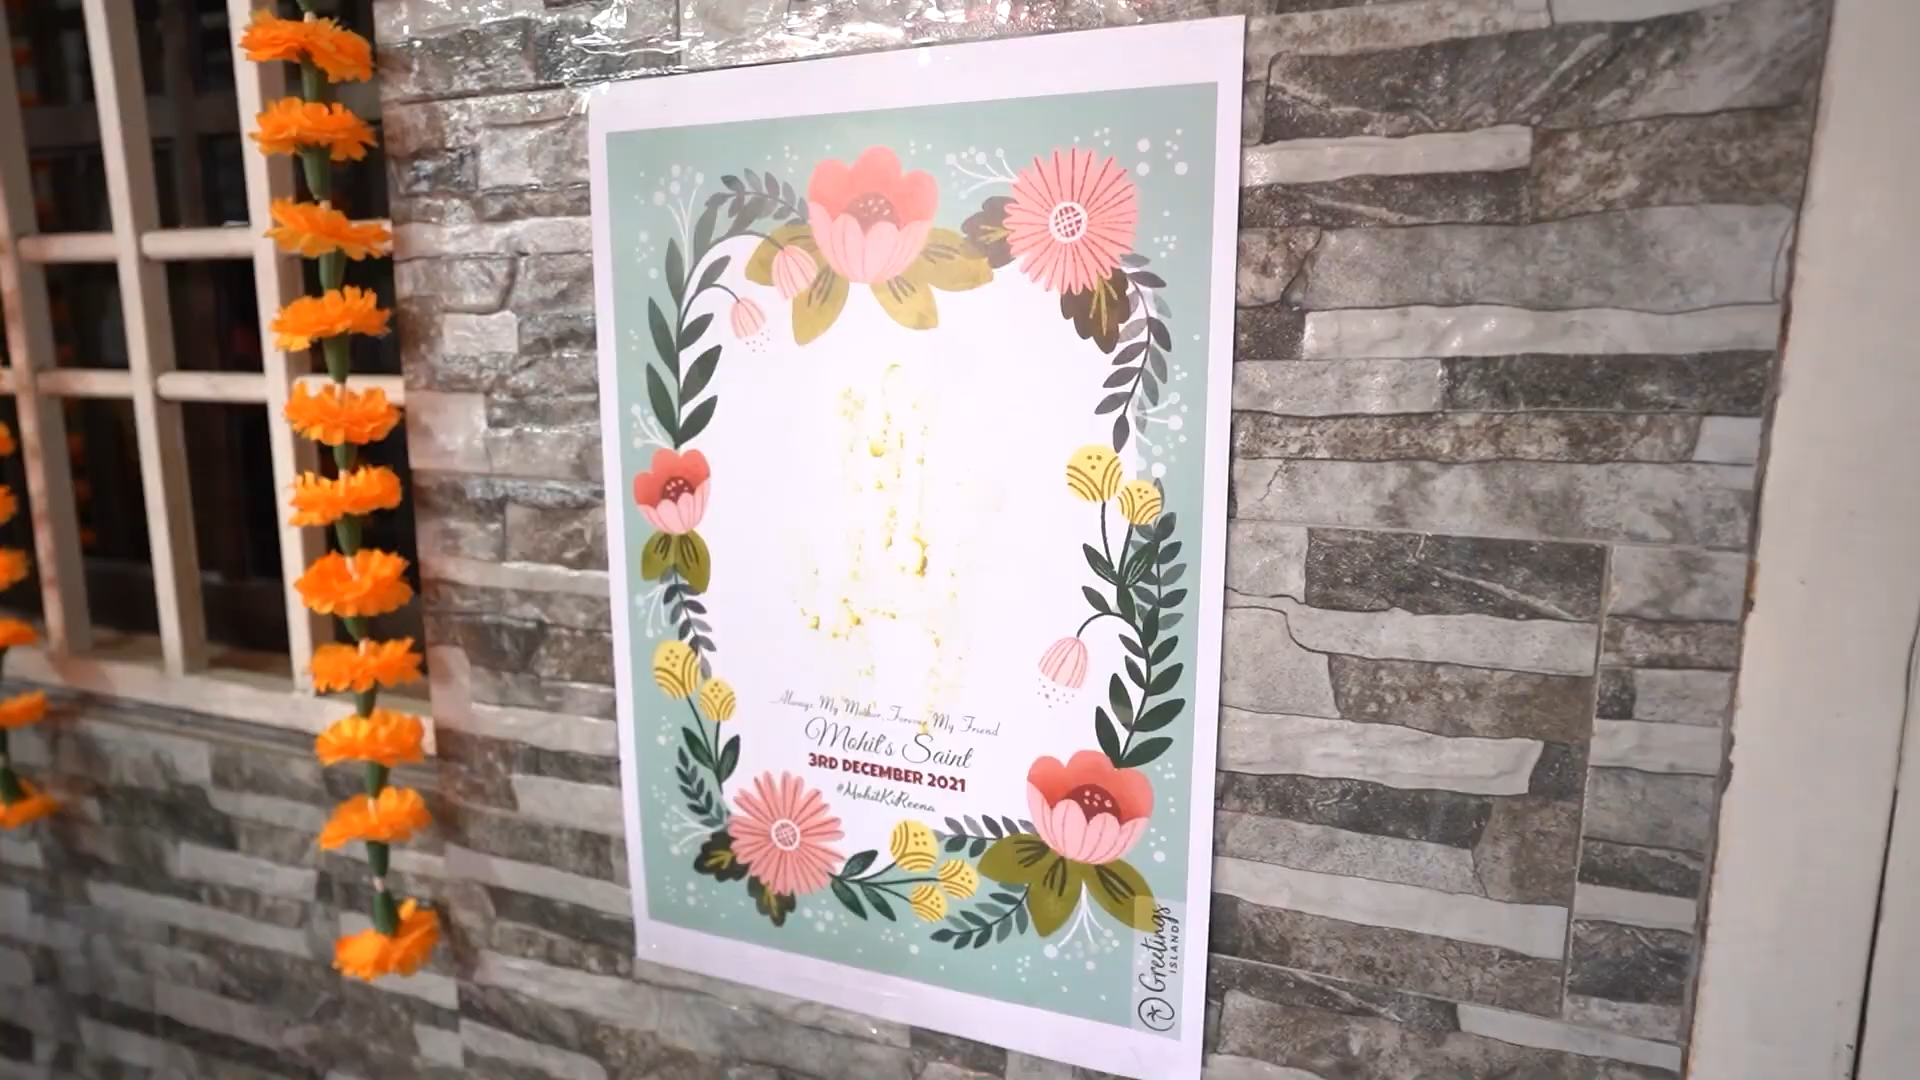 Always My Mother, Forever My Friend
Mohit's Saint
3RD DECEMBER 2021
#MohitKiReena
Greetings
ISLAND